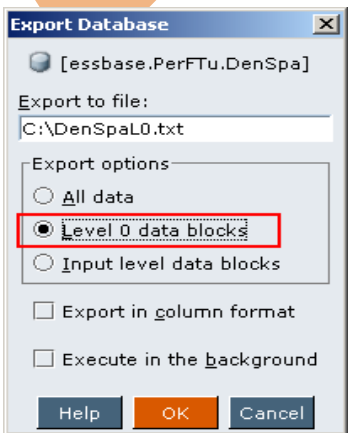 Export Database
[essbase.PerFTu.DenSpa]
Export to file:
C:\DenSpaL0.txt
Export options
All data
Level 0 data blocks
Input level data blocks
Export in column format
Execute in the background
Help OK Cancel